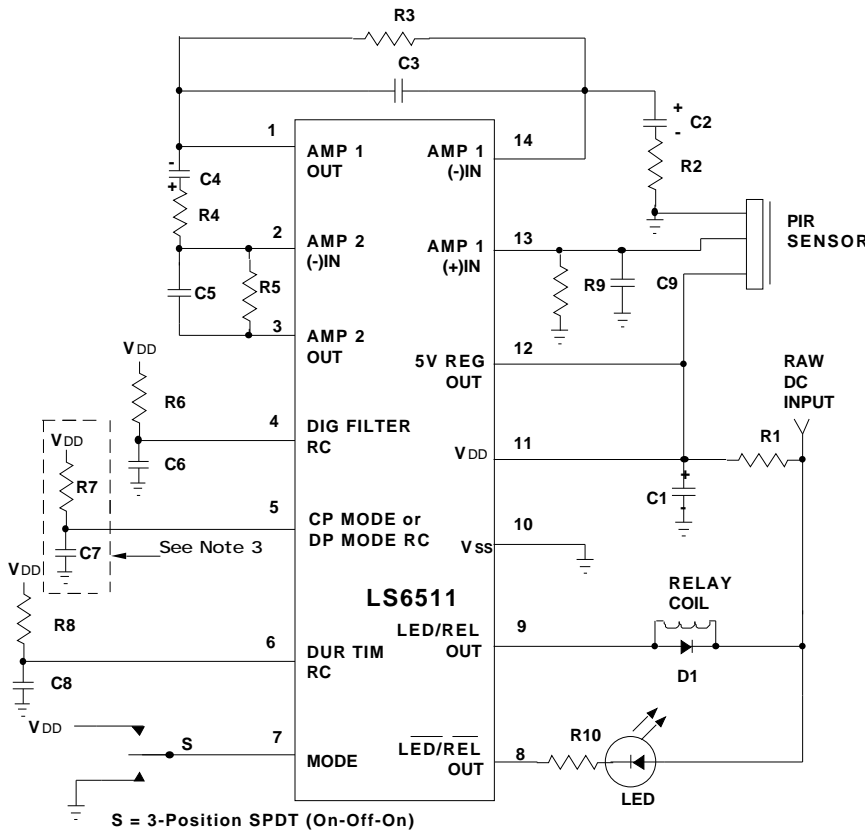 R3
C3
1
AMP 1
OUT
-
C4
+
R4
2
AMP 2
(-)IN
C5
R5
3
AMP 2
OUT
VDD
R6
4
DIG FILTER
RC
C6
VDD
R7
5
CP MODE or
DP MODE RC
C7
See Note 3
VDD
R8
6
DUR TIM
RC
C8
VDD
S
7
MODE
S = 3-Position SPDT (On-Off-On)
LS6511
AMP 1
(-)IN
14
+
C2
-
R2
PIR
SENSOR
AMP 1
(+)IN
13
R9
C9
5V REG
OUT
12
RAW
DC
INPUT
VDD
11
R1
+
C1
-
VSS
10
RELAY
COIL
LED/REL
OUT
9
D1
LED/REL
OUT
8
R10
LED